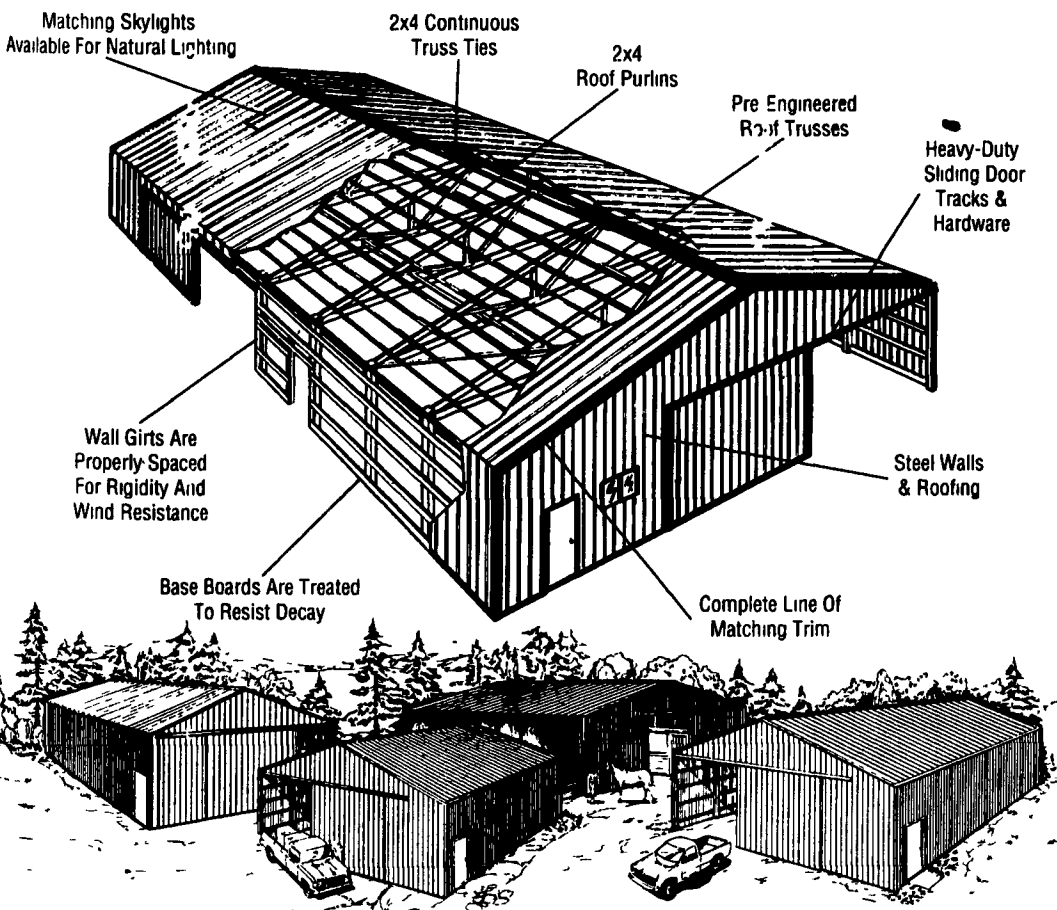 Matching Skylights
Available For Natural Lighting
2x4 Continuous
Truss Ties
2x4
Roof Purlins
Pre Engineered
Roof Trusses
Heavy-Duty
Sliding Door
Tracks &
Hardware
Wall Girts Are
Properly Spaced
For Rigidity And
Wind Resistance
Steel Walls
& Roofing
Base Boards Are Treated
To Resist Decay
Complete Line Of
Matching Trim